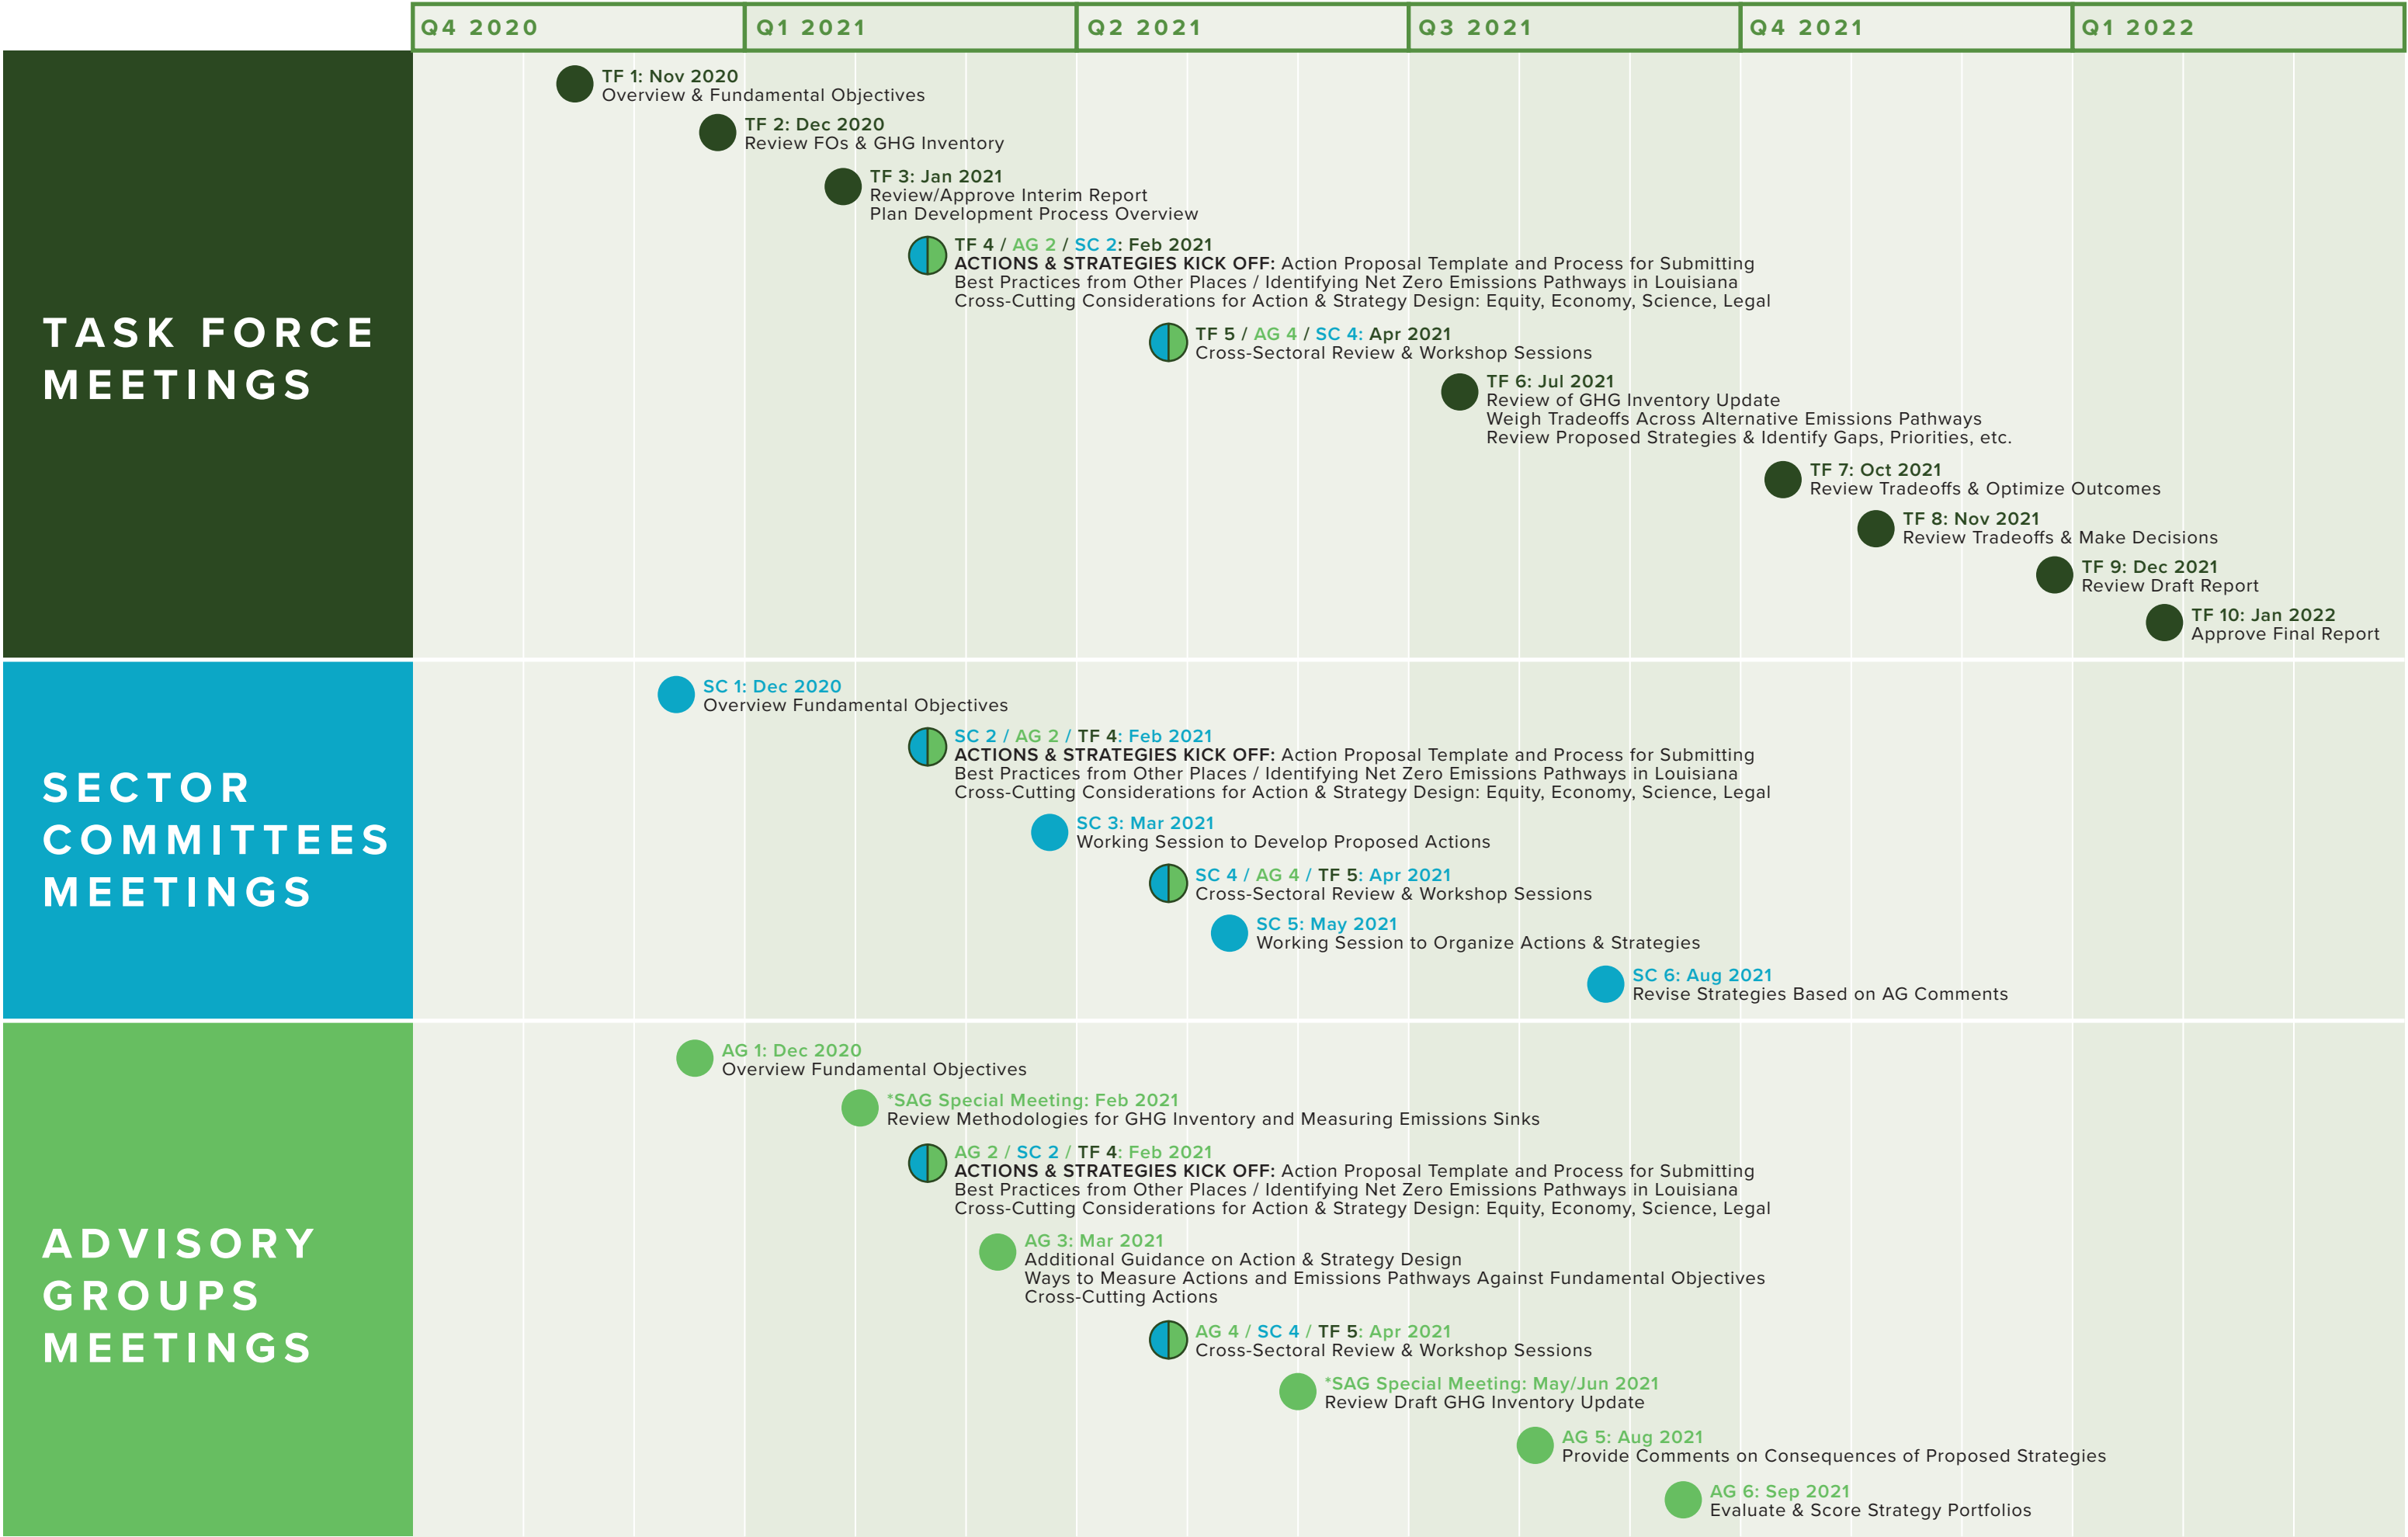 Q4 2020
Q1 2021
Q2 2021
Q3 2021
Q4 2021
Q1 2022
TASK FORCE
MEETINGS
TF 1: Nov 2020
Overview & Fundamental Objectives
TF 2: Dec 2020
Review FOs & GHG Inventory
TF 3: Jan 2021
Review/Approve Interim Report
Plan Development Process Overview
TF 4 / AG 2 / SC 2: Feb 2021
ACTIONS & STRATEGIES KICK OFF: Action Proposal Template and Process for Submitting
Best Practices from Other Places / Identifying Net Zero Emissions Pathways in Louisiana
Cross-Cutting Considerations for Action & Strategy Design: Equity, Economy, Science, Legal
TF 5 / AG 4 / SC 4: Apr 2021
Cross-Sectoral Review & Workshop Sessions
TF 6: Jul 2021
Review of GHG Inventory Update
Weigh Tradeoffs Across Alternative Emissions Pathways
Review Proposed Strategies & Identify Gaps, Priorities, etc.
TF 7: Oct 2021
Review Tradeoffs & Optimize Outcomes
TF 8: Nov 2021
Review Tradeoffs & Make Decisions
TF 9: Dec 2021
Review Draft Report
TF 10: Jan 2022
Approve Final Report
SECTOR
COMMITTEES
MEETINGS
SC 1: Dec 2020
Overview Fundamental Objectives
SC 2 / AG 2 / TF 4: Feb 2021
ACTIONS & STRATEGIES KICK OFF: Action Proposal Template and Process for Submitting
Best Practices from Other Places / Identifying Net Zero Emissions Pathways in Louisiana
Cross-Cutting Considerations for Action & Strategy Design: Equity, Economy, Science, Legal
SC 3: Mar 2021
Working Session to Develop Proposed Actions
SC 4 / AG 4 / TF 5: Apr 2021
Cross-Sectoral Review & Workshop Sessions
SC 5: May 2021
Working Session to Organize Actions & Strategies
SC 6: Aug 2021
Revise Strategies Based on AG Comments
ADVISORY
GROUPS
MEETINGS
AG 1: Dec 2020
Overview Fundamental Objectives
*SAG Special Meeting: Feb 2021
Review Methodologies for GHG Inventory and Measuring Emissions Sinks
AG 2 / SC 2 / TF 4: Feb 2021
ACTIONS & STRATEGIES KICK OFF: Action Proposal Template and Process for Submitting
Best Practices from Other Places / Identifying Net Zero Emissions Pathways in Louisiana
Cross-Cutting Considerations for Action & Strategy Design: Equity, Economy, Science, Legal
AG 3: Mar 2021
Additional Guidance on Action & Strategy Design
Ways to Measure Actions and Emissions Pathways Against Fundamental Objectives
Cross-Cutting Actions
AG 4 / SC 4 / TF 5: Apr 2021
Cross-Sectoral Review & Workshop Sessions
*SAG Special Meeting: May/Jun 2021
Review Draft GHG Inventory Update
AG 5: Aug 2021
Provide Comments on Consequences of Proposed Strategies
AG 6: Sep 2021
Evaluate & Score Strategy Portfolios